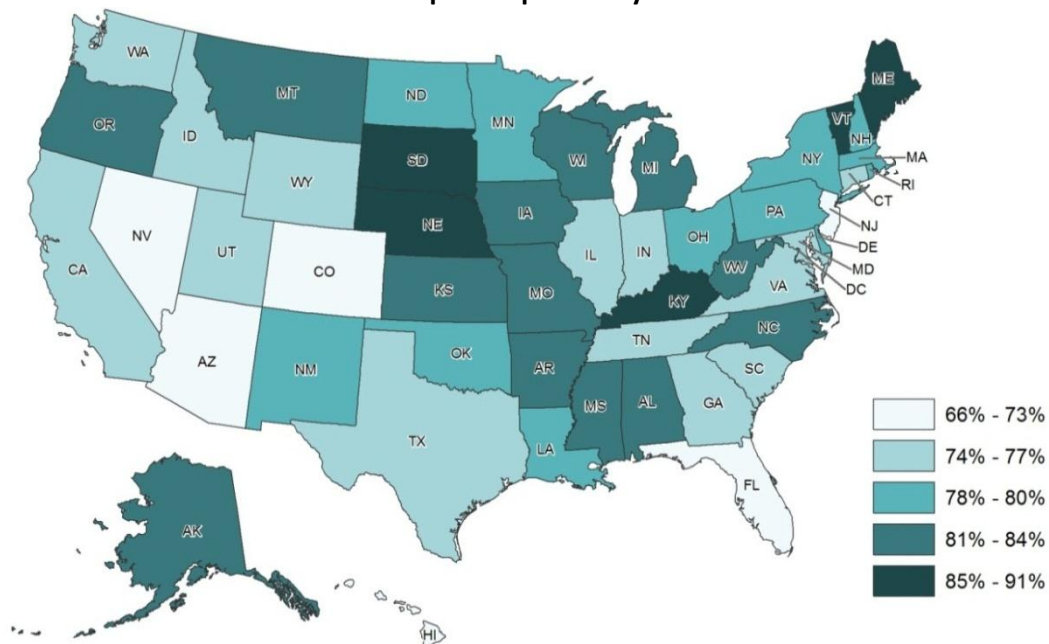 WA
MT
ND
MN
ME
VT
NH
OR
ID
SD
WI
MI
NY
MA
RI
CT
WY
IA
PA
NJ
NE
OH
DE
NV
UT
CO
IL
IN
WV
MD
VA
DC
CA
KS
MO
KY
NC
TN
AZ
NM
OK
AR
SC
MS
AL
GA
TX
LA
FL
AK
HI
66% - 73%
74% - 77%
78% - 80%
81% - 84%
85% - 91%